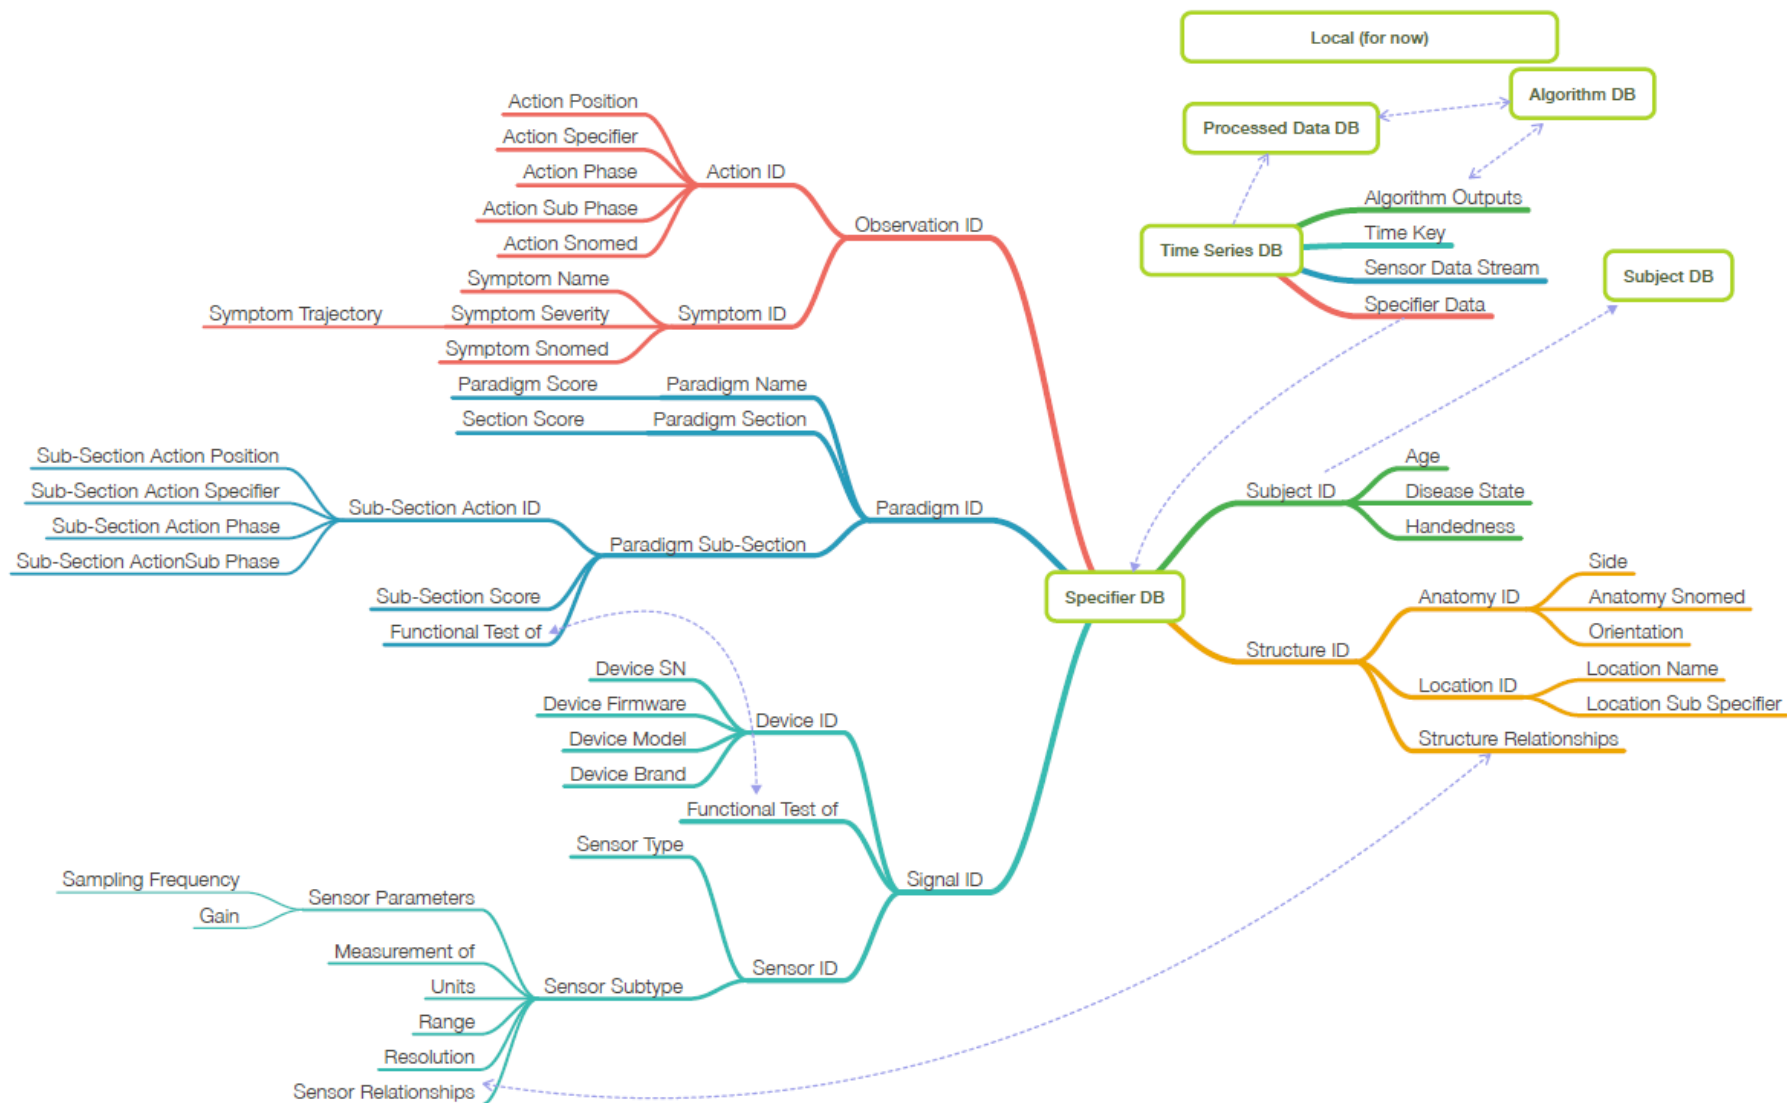 Local (for now)
Algorithm DB
Processed Data DB
Algorithm Outputs
Time Key
Time Series DB
Sensor Data Stream
Specifier Data
Subject DB
Action Position
Action Specifier
Action Phase
Action ID
Action Sub Phase
Action Snomed
Observation ID
Symptom Name
Symptom Trajectory
Symptom Severity
Symptom ID
Symptom Snomed
Paradigm Score
Paradigm Name
Section Score
Paradigm Section
Sub-Section Action Position
Sub-Section Action Specifier
Sub-Section Action ID
Sub-Section Action Phase
Sub-Section ActionSub Phase
Paradigm ID
Paradigm Sub-Section
Sub-Section Score
Functional Test of
Specifier DB
Age
Subject ID
Disease State
Handedness
Side
Anatomy ID
Anatomy Snomed
Orientation
Structure ID
Location Name
Location ID
Location Sub Specifier
Structure Relationships
Device SN
Device Firmware
Device ID
Device Model
Device Brand
Functional Test of
Sensor Type
Signal ID
Sampling Frequency
Sensor Parameters
Gain
Measurement of
Sensor ID
Units
Sensor Subtype
Range
Resolution
Sensor Relationships